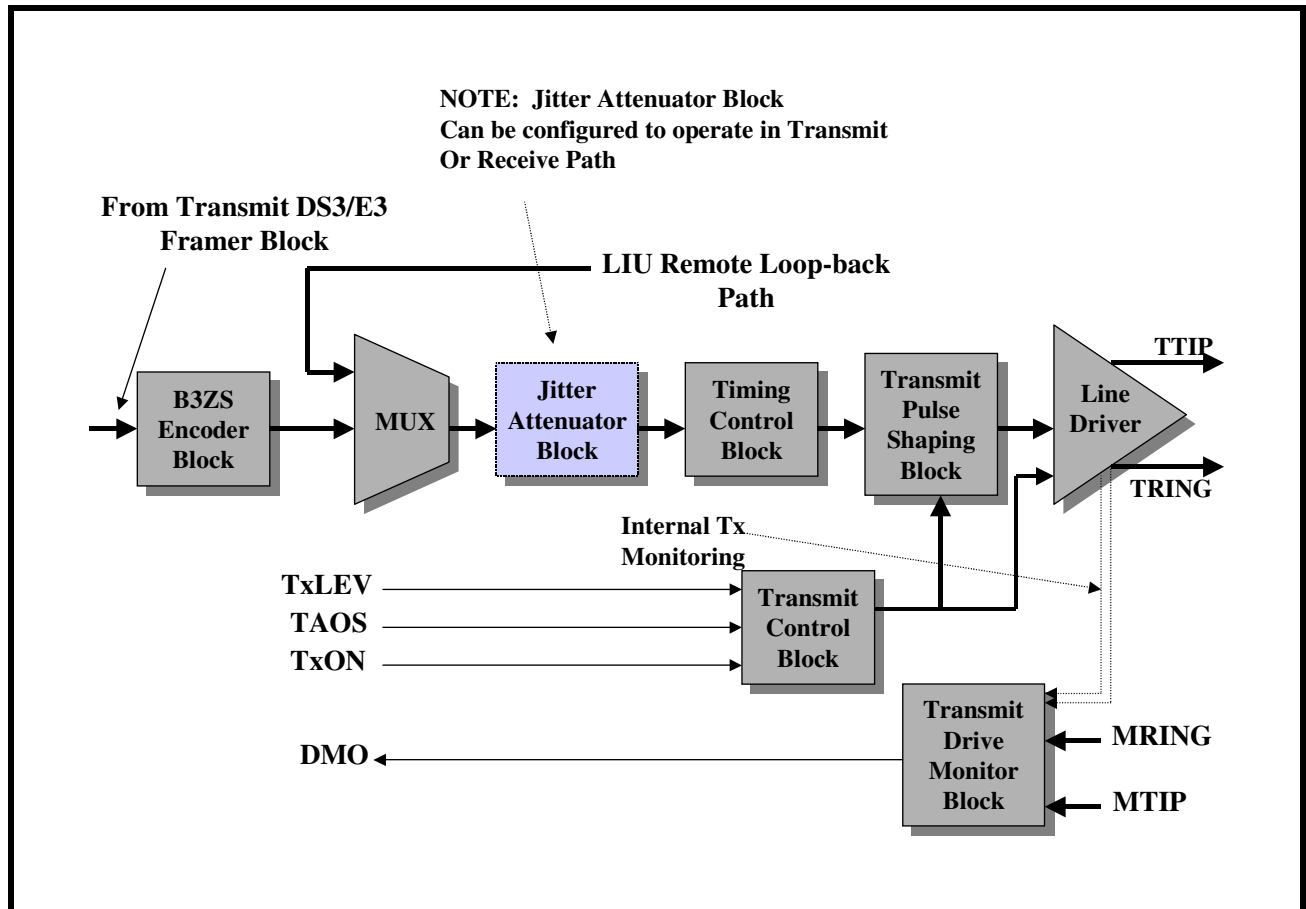 NOTE: Jitter Attenuator Block
Can be configured to operate in Transmit
Or Receive Path
From Transmit DS3/E3
Framer Block
LIU Remote Loop-back
Path
B3ZS
Encoder
Block
MUX
Jitter
Attenuator
Block
Timing
Control
Block
Transmit
Pulse
Shaping
Block
Line
Driver
TTIP
TRING
Internal Tx
Monitoring
TxLEV
TAOS
TxON
Transmit
Control
Block
DMO
Transmit
Drive
Monitor
Block
MRING
MTIP